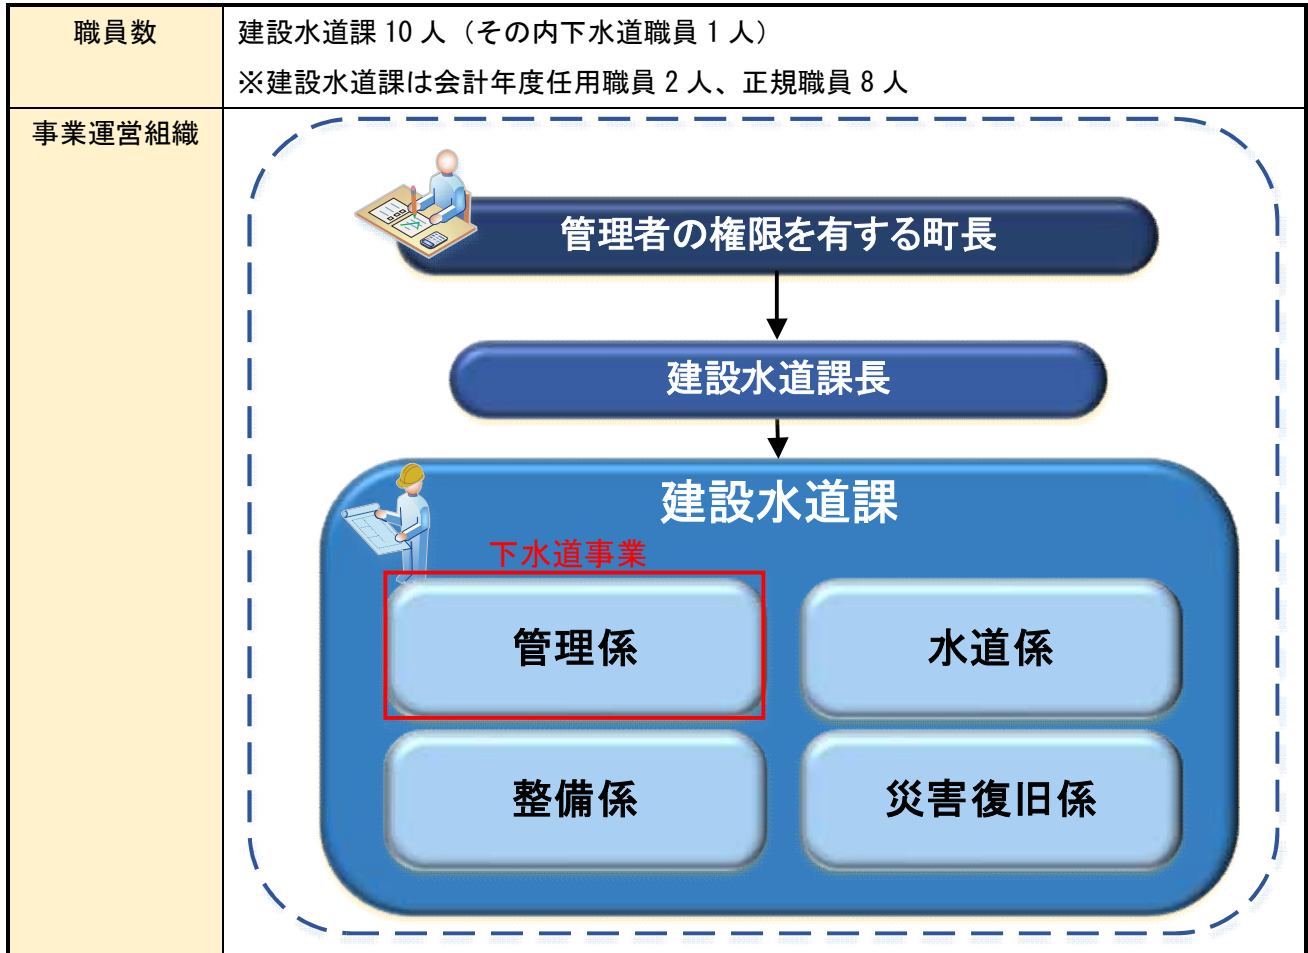 職員数
建設水道課 10 人（その内下水道職員 1 人）
※建設水道課は会計年度任用職員 2 人、正規職員 8 人
事業運営組織
管理者の権限を有する町長
建設水道課長
建設水道課
下水道事業
管理係
水道係
整備係
災害復旧係